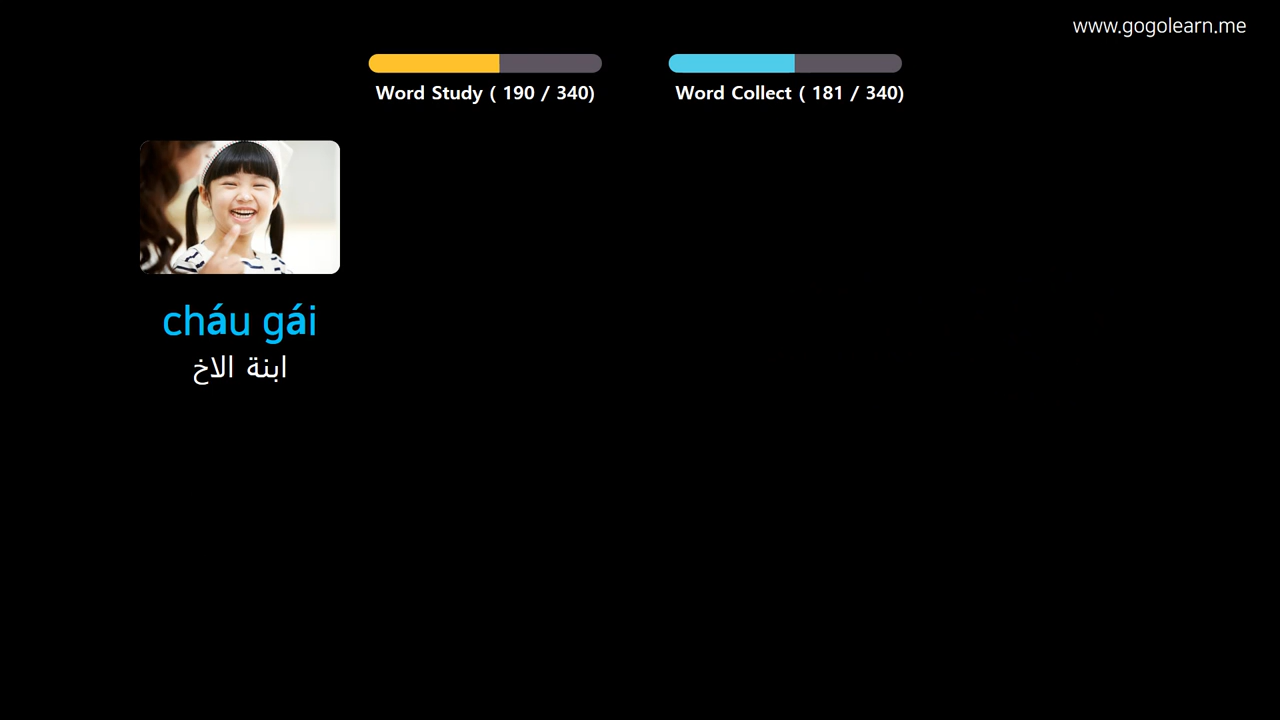 www.gogolearn.me
Word Study ( 190 / 340)
Word Collect ( 181 / 340)
cháu gái
ابنة الاخ